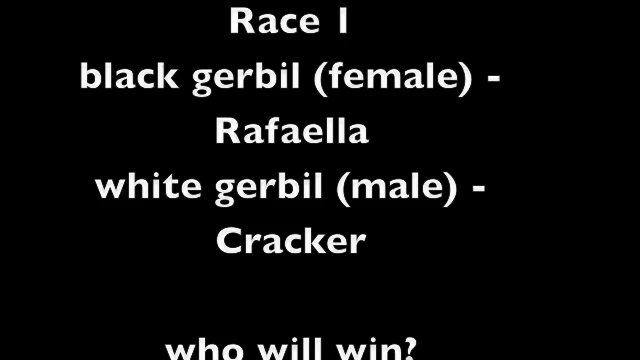 Race 1
black gerbil (female) -
Rafaella
white gerbil (male) -
Cracker
who will win?